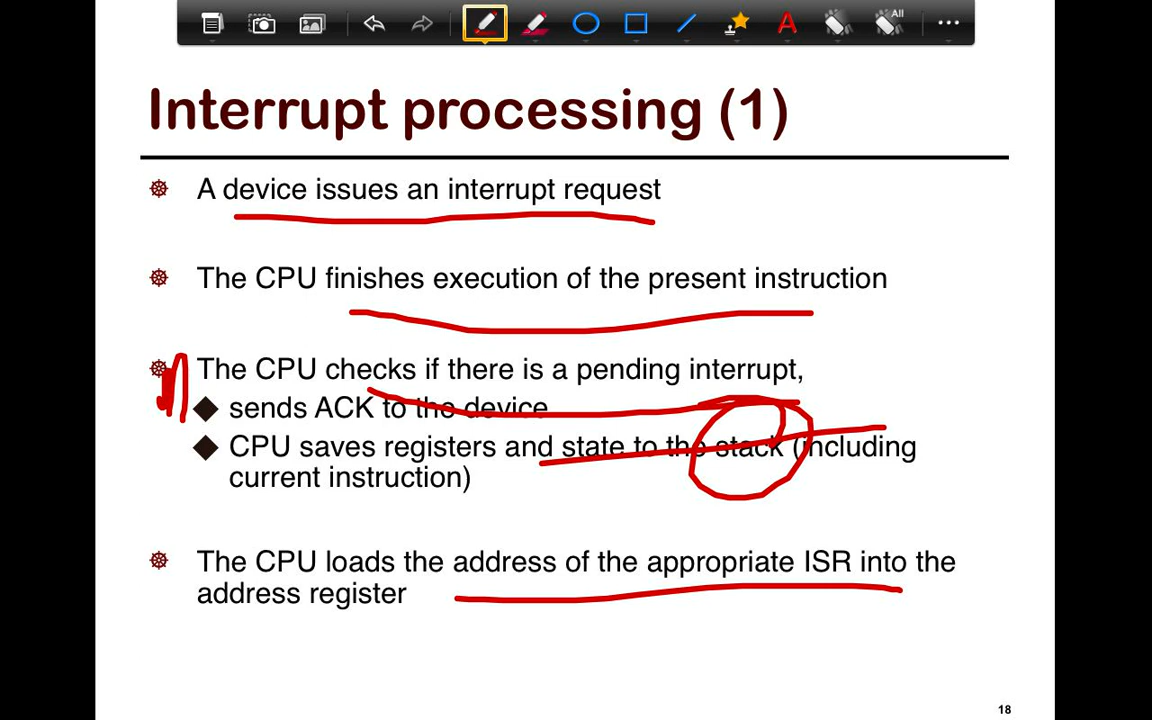 All
A
Interrupt processing (1)
A device issues an interrupt request
The CPU finishes execution of the present instruction
The CPU checks if there is a pending interrupt,
sends ACK to the device
CPU saves registers and state to the stack (including
current instruction)
The CPU loads the address of the appropriate ISR into the
address register
18